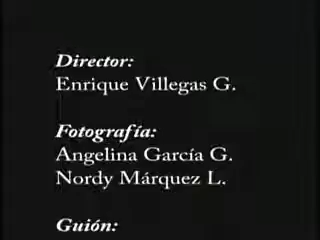 Director:
Enrique Villegas G.
Fotografía:
Angelina García G.
Nordy Márquez L.
Guión: